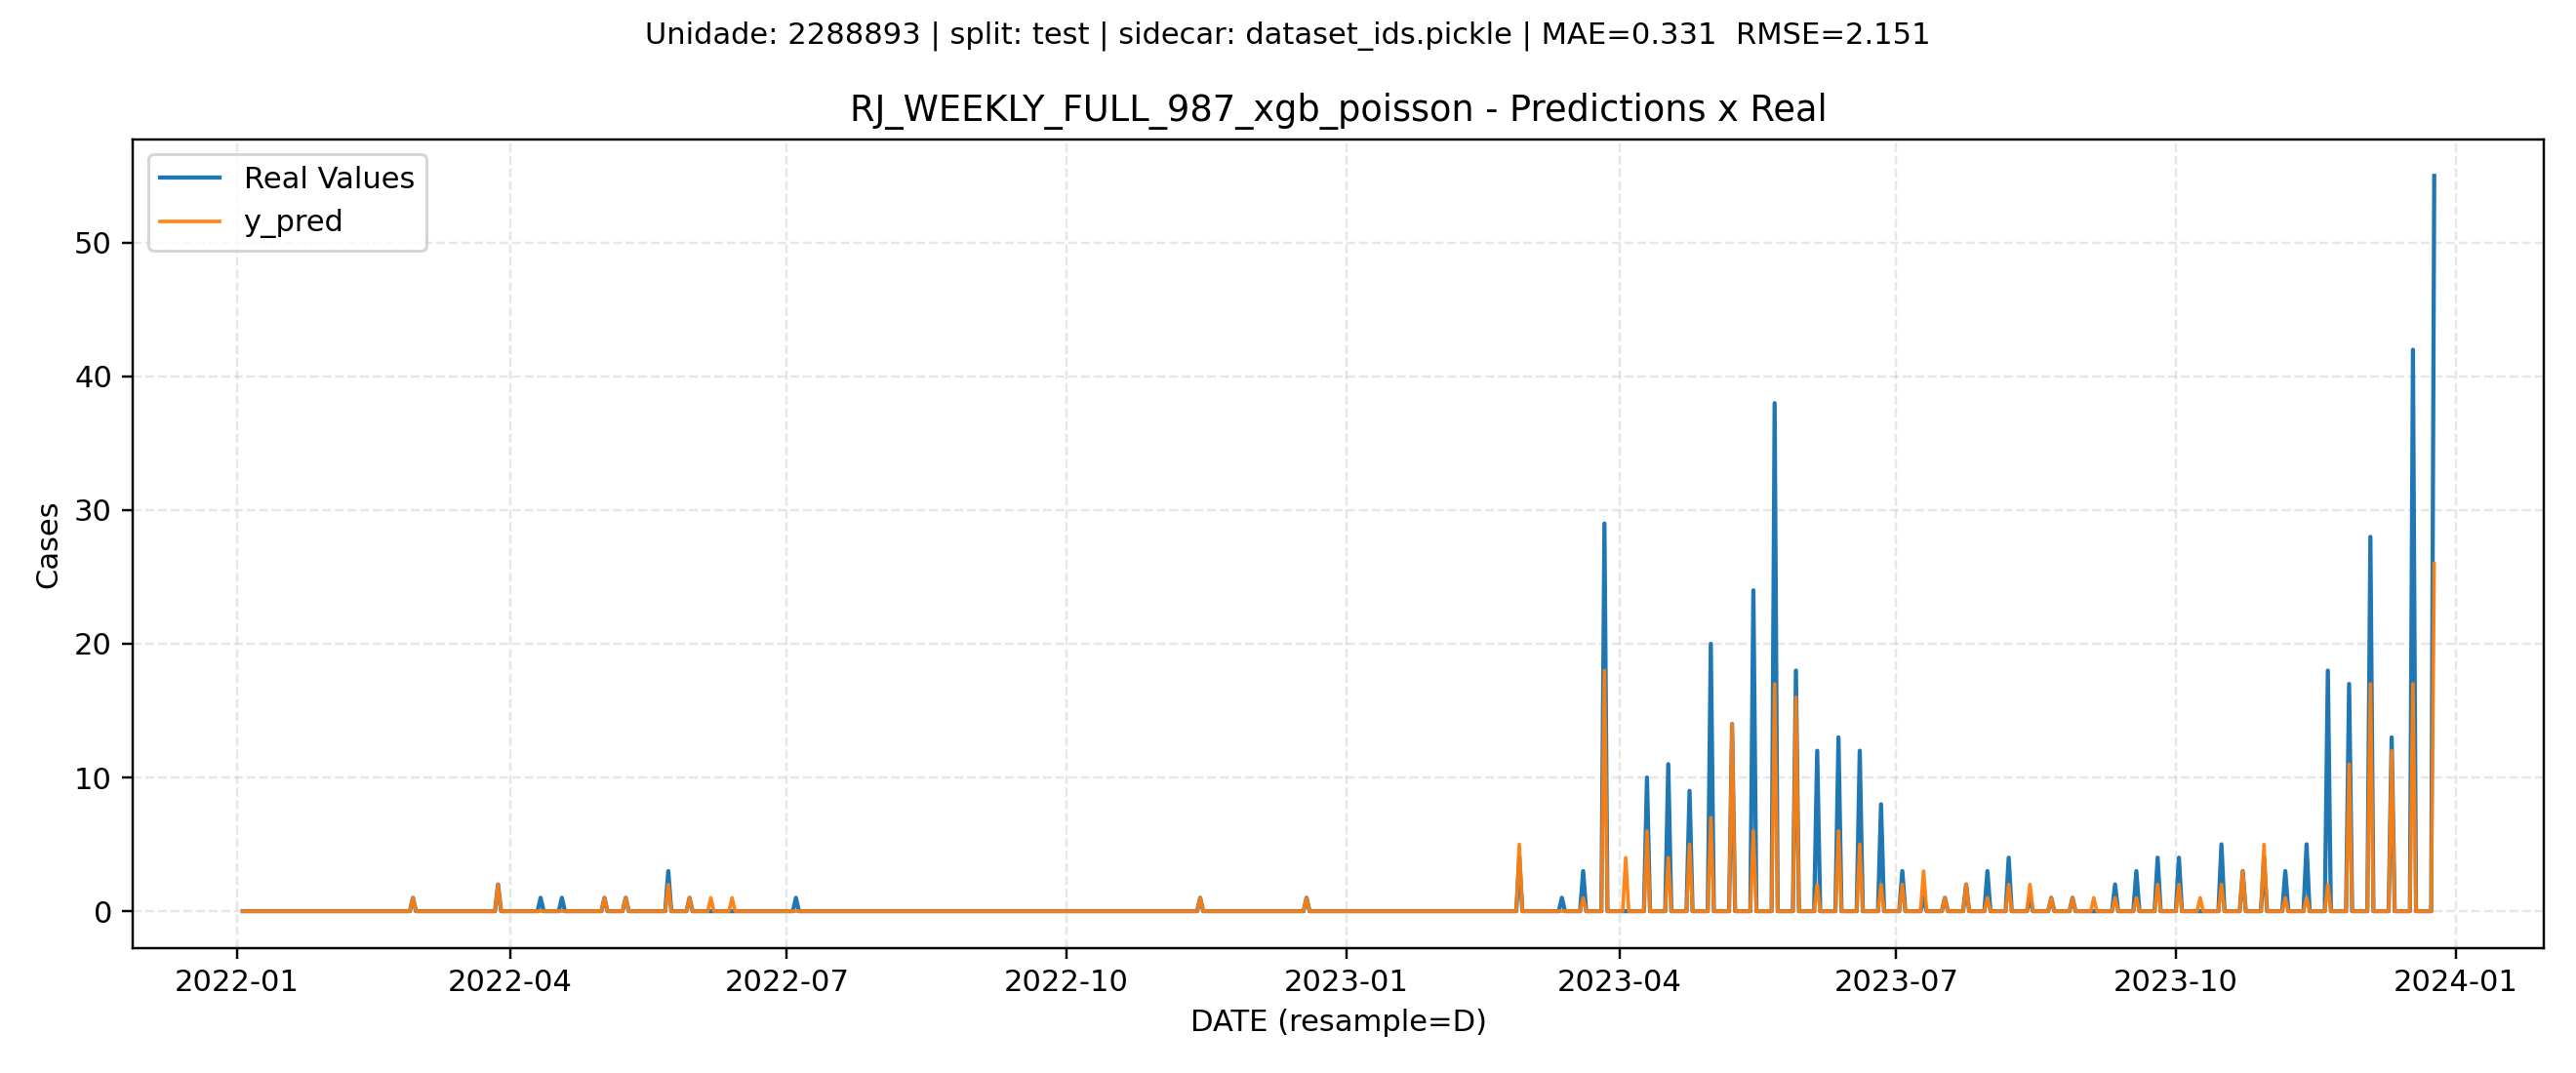 Unidade: 2288893 | split: test | sidecar: dataset_ids.pickle | MAE=0.331  RMSE=2.151
RJ_WEEKLY_FULL_987_xgb_poisson - Predictions x Real
Real Values
y_pred
Cases
50
40
30
20
10
0
2022-01
2022-04
2022-07
2022-10
2023-01
2023-04
2023-07
2023-10
2024-01
DATE (resample=D)